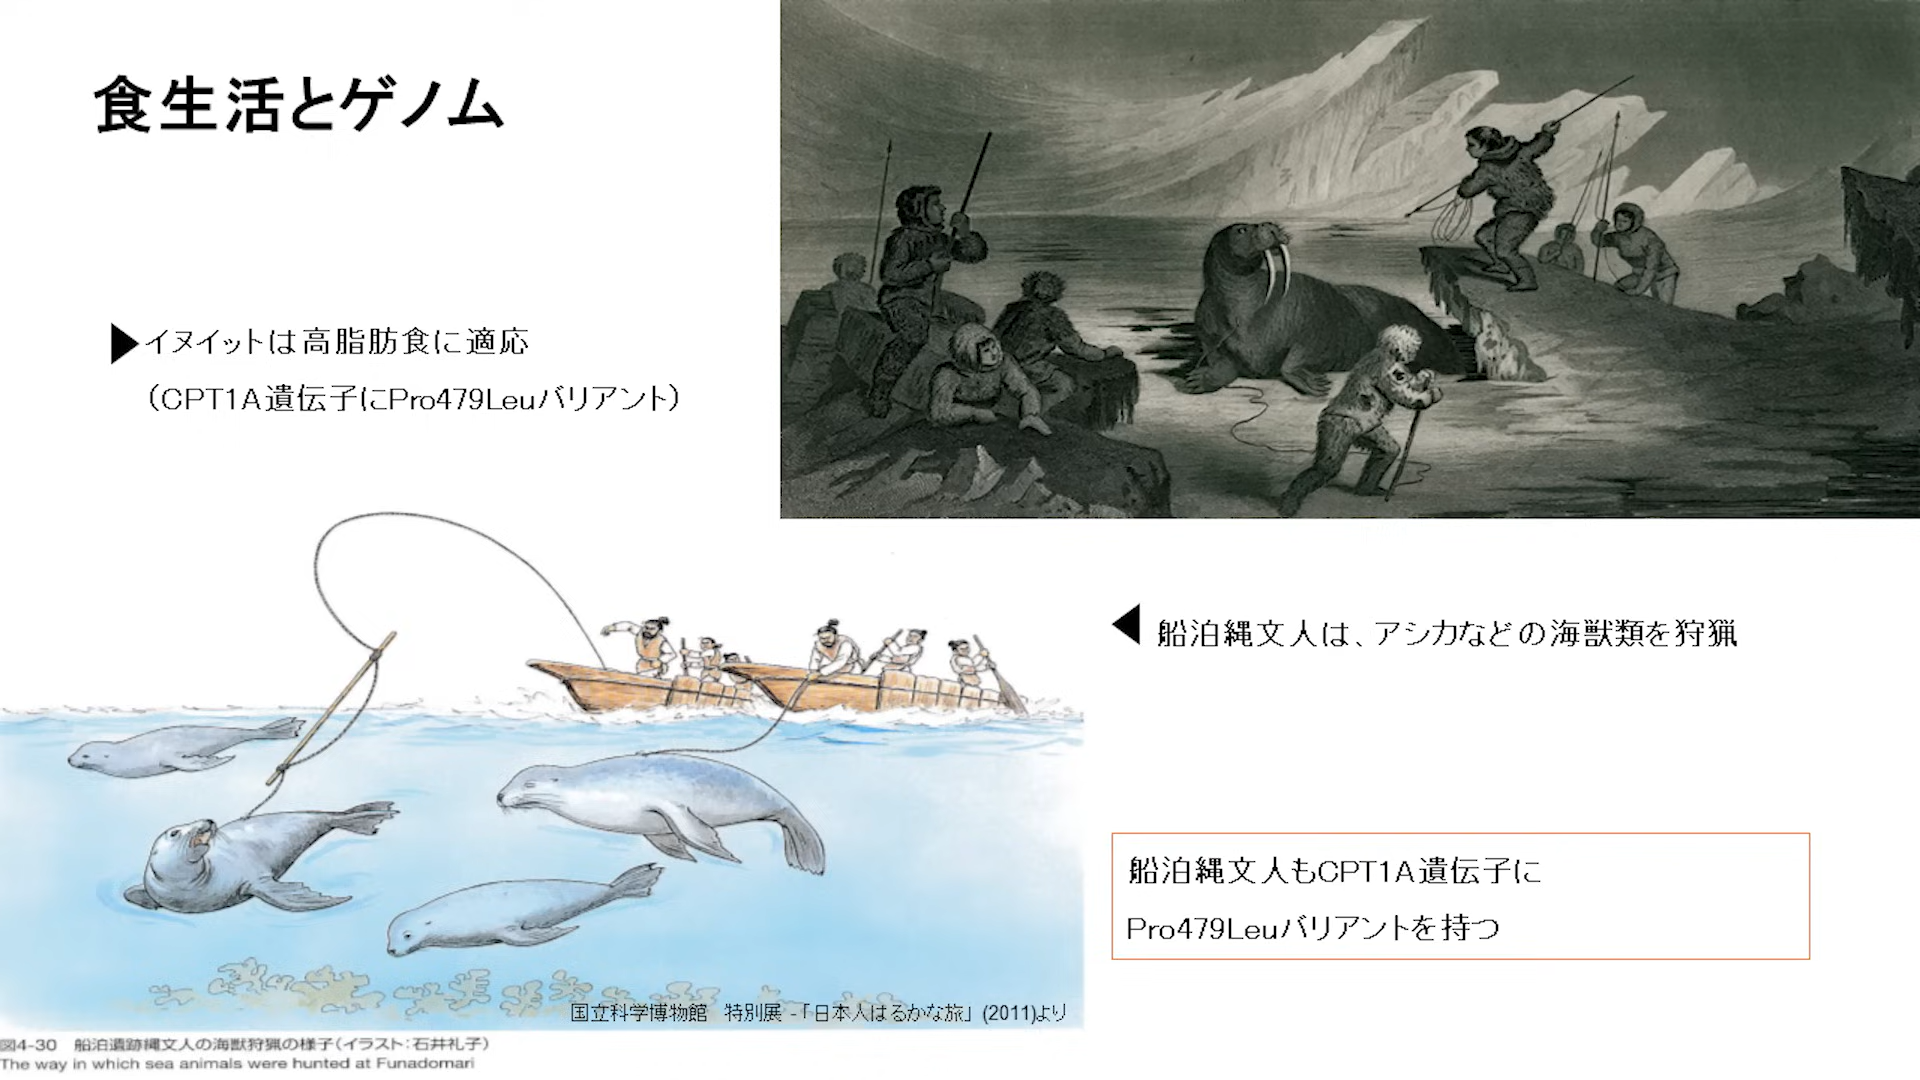 食生活とゲノム
イヌイットは高脂肪食に適応
（CPT1A遺伝子にPro479Leuバリアント）
船泊縄文人は、アシカなどの海獣類を狩猟
船泊縄文人もCPT1A遺伝子に
Pro479Leuバリアントを持つ
国立科学博物館　特別展 -「日本人はるかな旅」(2011)より
図4-30　船泊遺跡縄文人の海獣狩猟の様子（イラスト：石井礼子）
The way in which sea animals were hunted at Funadomari